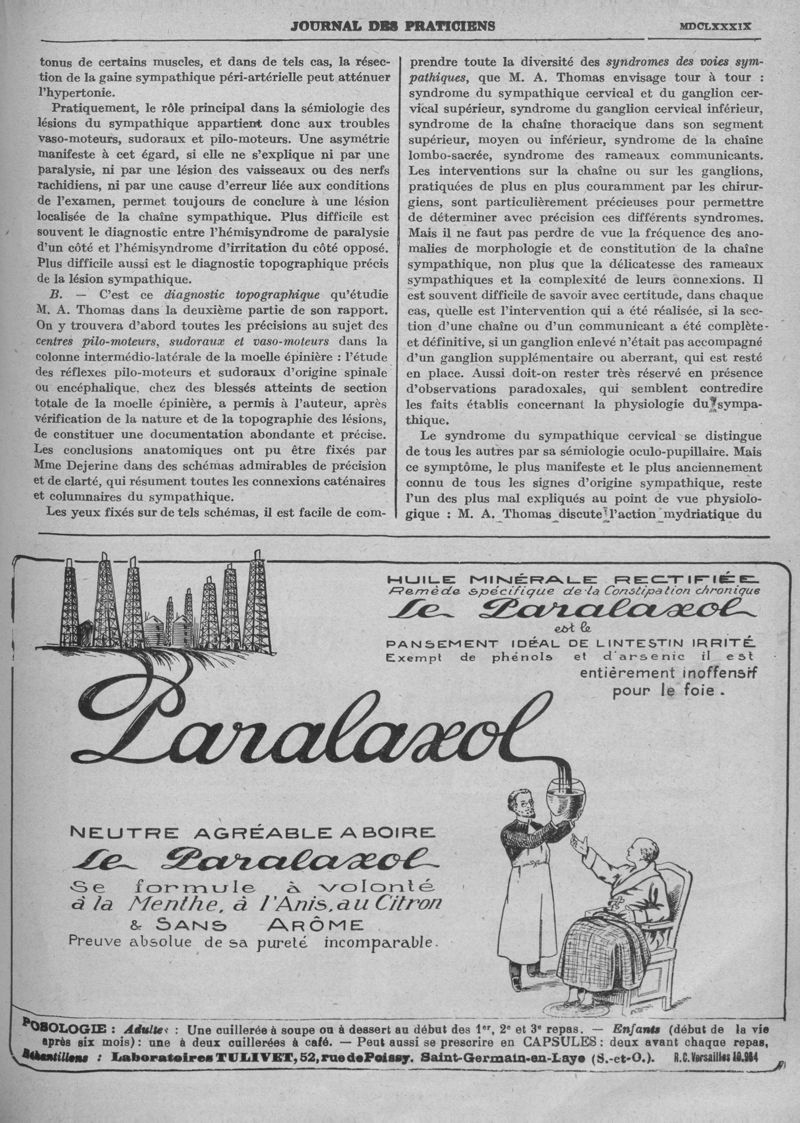 JOURNAL DES PRATICIENS
MDCLXXXIX
tonus de certains muscles, et dans de tels cas, la résec-
tion de la gaine sympathique péri-artérielle peut atténuer
l'hypertonie.
Pratiquement, le rôle principal dans la sémiologie des
lésions du sympathique appartient donc aux troubles
vaso-moteurs, sudoraux et pilo-moteurs. Une asymétrie
manifeste à cet égard, si elle ne s'explique ni par une
paralysie, ni par une lésion des vaisseaux ou des nerfs
rachidiens, ni par une cause d'erreur liée aux conditions
de l'examen, permet toujours de conclure à une lésion
localisée de la chaîne sympathique. Plus difficile est
souvent le diagnostic entre l'hémisyndrome de paralysie
d'un côté et l'hémisyndrome d'irritation du côté opposé.
Plus difficile aussi est le diagnostic topographique précis
de la lésion sympathique.
B. — C'est ce diagnostic topographique qu'étudie
M. A. Thomas dans la deuxième partie de son rapport.
On y trouvera d'abord toutes les précisions au sujet des
centres pilo-moteurs, sudoraux et vaso-moteurs dans la
colonne intermédio-latérale de la moelle épinière : l'étude
des réflexes pilo-moteurs et sudoraux d'origine spinale
ou encéphalique, chez des blessés atteints de section
totale de la moelle épinière, a permis à l'auteur, après
vérification de la nature et de la topographie des lésions,
de constituer une documentation abondante et précise.
Les conclusions anatomiques ont pu être fixés par
Mme Dejerine dans des schémas admirables de précision
et de clarté, qui résument toutes les connexions caténaires
et columnaires du sympathique.
Les yeux fixés sur de tels schémas, il est facile de com-
prendre toute la diversité des syndromes des voies sym-
pathiques, que M. A. Thomas envisage tour à tour :
syndrome du sympathique cervical et du ganglion cer-
vical supérieur, syndrome du ganglion cervical inférieur,
syndrome de la chaîne thoracique dans son segment
supérieur, moyen ou inférieur, syndrome de la chaîne
lombo-sacrée, syndrome des rameaux communicants.
Les interventions sur la chaîne ou sur les ganglions,
pratiquées de plus en plus couramment par les chirur-
giens, sont particulièrement précieuses pour permettre
de déterminer avec précision ces différents syndromes.
Mais il ne faut pas perdre de vue la fréquence des ano-
malies de morphologie et de constitution de la chaîne
sympathique, non plus que la délicatesse des rameaux
sympathiques et la complexité de leurs connexions. Il
est souvent difficile de savoir avec certitude, dans chaque
cas, quelle est l'intervention qui a été réalisée, si la sec-
tion d'une chaîne ou d'un communicant a été complète-
et définitive, si un ganglion enlevé n'était pas accompagné
d'un ganglion supplémentaire ou aberrant, qui est resté
en place. Aussi doit-on rester très réservé en présence
d'observations paradoxales, qui semblent contredire
les faits établis concernant la physiologie du sympa-
thique.
Le syndrome du sympathique cervical se distingue
de tous les autres par sa sémiologie oculo-pupillaire. Mais
ce symptôme, le plus manifeste et le plus anciennement
connu de tous les signes d'origine sympathique, reste
l'un des plus mal expliqués au point de vue physiolo-
gique : M. A. Thomas discute l'action mydriatique du
HUILE MINÉRALE RECTIFIÉE
Remède spécifique de la Constipation chronique
Le Paralaxol
est le
PANSEMENT IDÉAL DE L'INTESTIN IRRITÉ
Exempt de phénols et d'arsenic il est
entièrement inoffensif
pour le foie.
Paralaxol
NEUTRE AGRÉABLE A BOIRE
Le Paralaxol
Se formule à volonté
à la Menthe, à l'Anis, au Citron
& SANS ARÔME
Preuve absolue de sa pureté incomparable.
POSOLOGIE : Adultes : Une cuillerée à soupe ou à dessert au début des 1er, 2e et 3e repas. — Enfants (début de la vie
après six mois) : une à deux cuillerées à café. — Peut aussi se prescrire en CAPSULES : deux avant chaque repas,
Échantillons : Laboratoires TULIVET, 52, rue de Poissy. Saint-Germain-en-Laye (S.-et-O.). R.C. Versailles 10.984